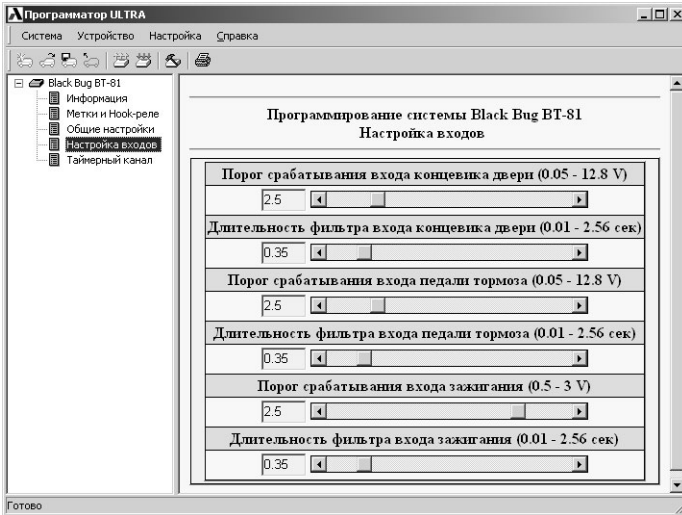 Программатор ULTRA
Система Устройство Настройка Справка
Black Bug BT-81
Информация
Метки и Hook-реле
Общие настройки
Настройка входов
Таймерный канал
Программирование системы Black Bug BT-81
Настройка входов
Порог срабатывания входа концевика двери (0.05 - 12.8 V)
2.5
Длительность фильтра входа концевика двери (0.01 - 2.56 сек)
0.35
Порог срабатывания входа педали тормоза (0.05 - 12.8 V)
2.5
Длительность фильтра входа педали тормоза (0.01 - 2.56 сек)
0.35
Порог срабатывания входа зажигания (0.5 - 3 V)
2.5
Длительность фильтра входа зажигания (0.01 - 2.56 сек)
0.35
Готово